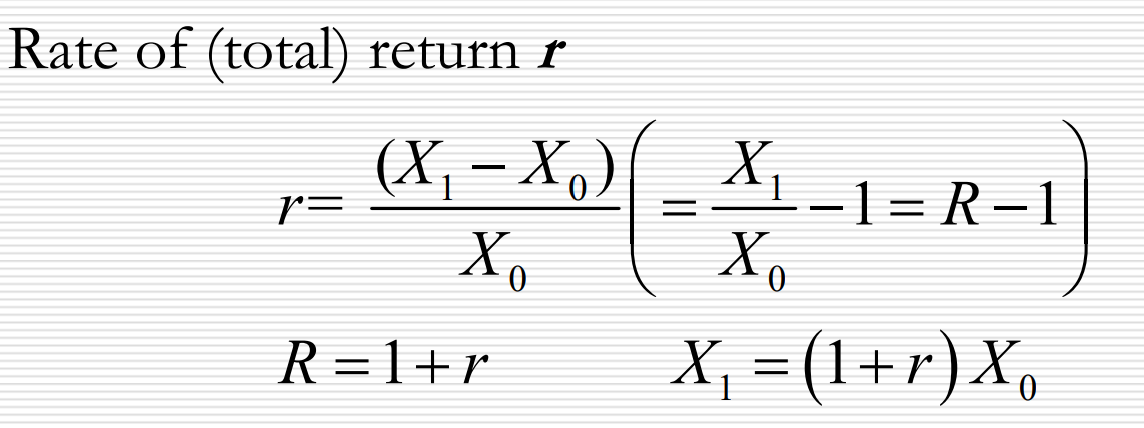 Rate of (total) return r
r= (X₁ − X₀) / X₀ ( = X₁ / X₀ − 1 = R − 1 )
R = 1 + r X₁ = (1 + r) X₀